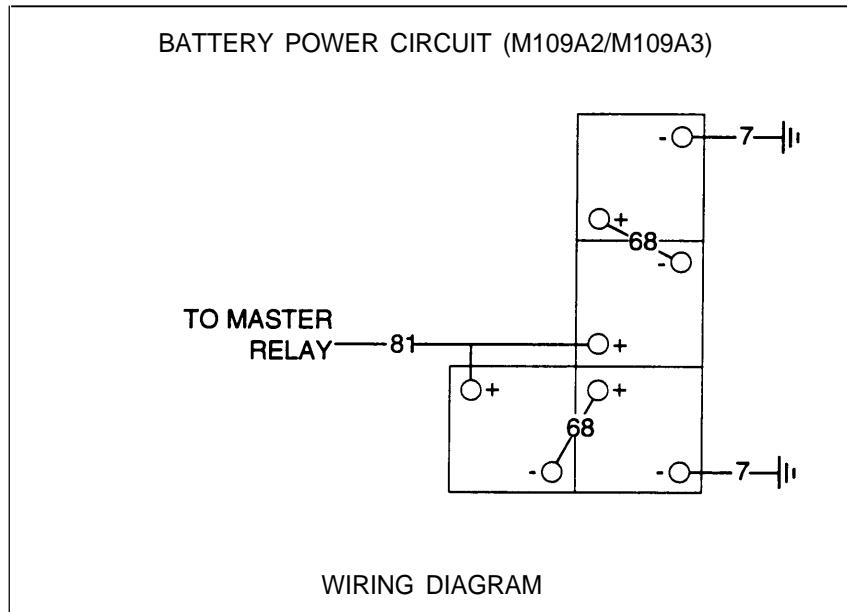 BATTERY POWER CIRCUIT (M109A2/M109A3)
- 7
+
68
-
TO MASTER
RELAY 81 +
+ +
68
- - 7
WIRING DIAGRAM